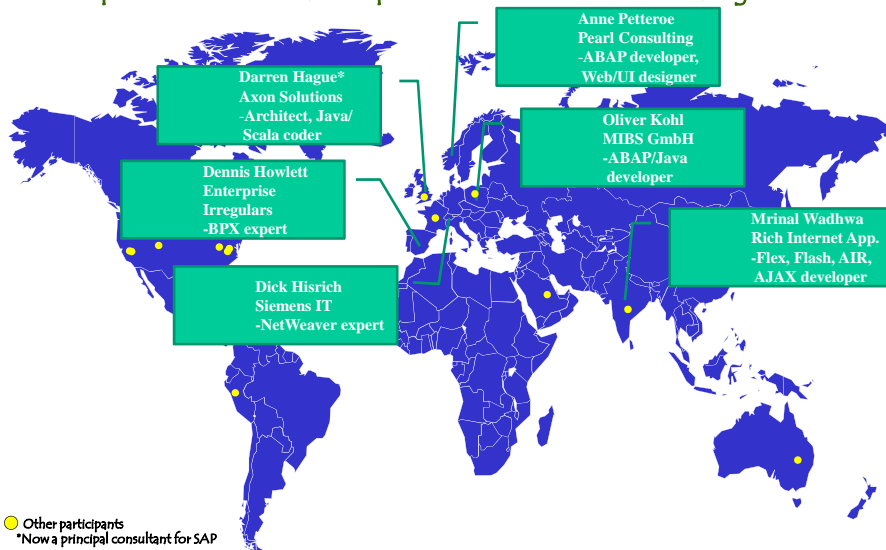 Anne Petteroe
Pearl Consulting
-ABAP developer,
Web/UI designer
Darren Hague*
Axon Solutions
-Architect, Java/
Scala coder
Oliver Kohl
MIBS GmbH
-ABAP/Java
developer
Dennis Howlett
Enterprise
Irregulars
-BPX expert
Mrinal Wadhwa
Rich Internet App.
-Flex, Flash, AIR,
AJAX developer
Dick Hisrich
Siemens IT
-NetWeaver expert
Other participants
*Now a principal consultant for SAP